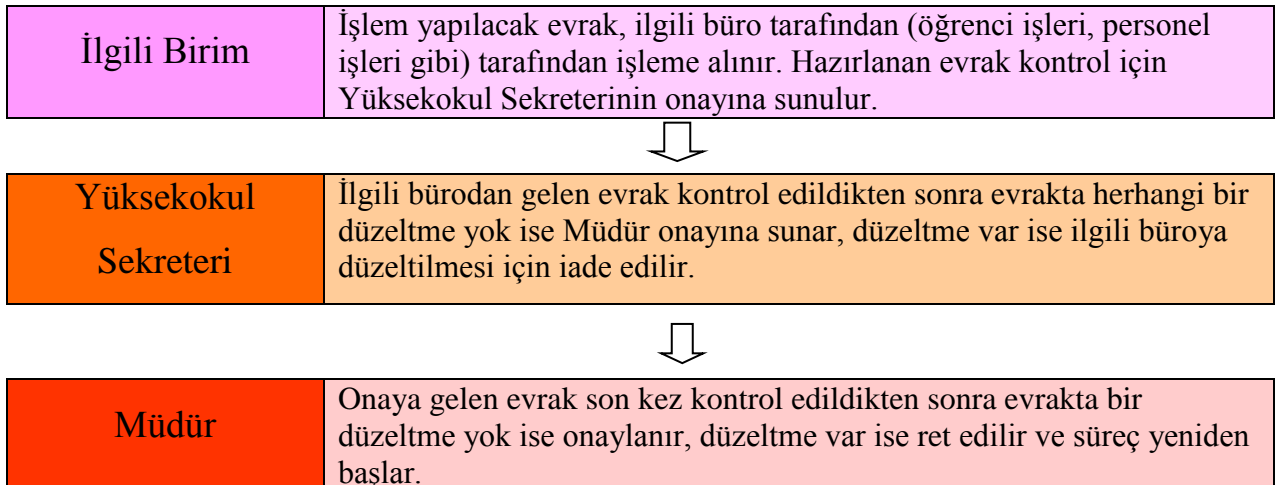 İlgili Birim
İşlem yapılacak evrak, ilgili büro tarafından (öğrenci işleri, personel
işleri gibi) tarafından işleme alınır. Hazırlanan evrak kontrol için
Yüksekokul Sekreterinin onayına sunulur.
Yüksekokul
Sekreteri
İlgili bürodan gelen evrak kontrol edildikten sonra evrakta herhangi bir
düzeltme yok ise Müdür onayına sunar, düzeltme var ise ilgili büroya
düzeltilmesi için iade edilir.
Müdür
Onaya gelen evrak son kez kontrol edildikten sonra evrakta bir
düzeltme yok ise onaylanır, düzeltme var ise ret edilir ve süreç yeniden
başlar.